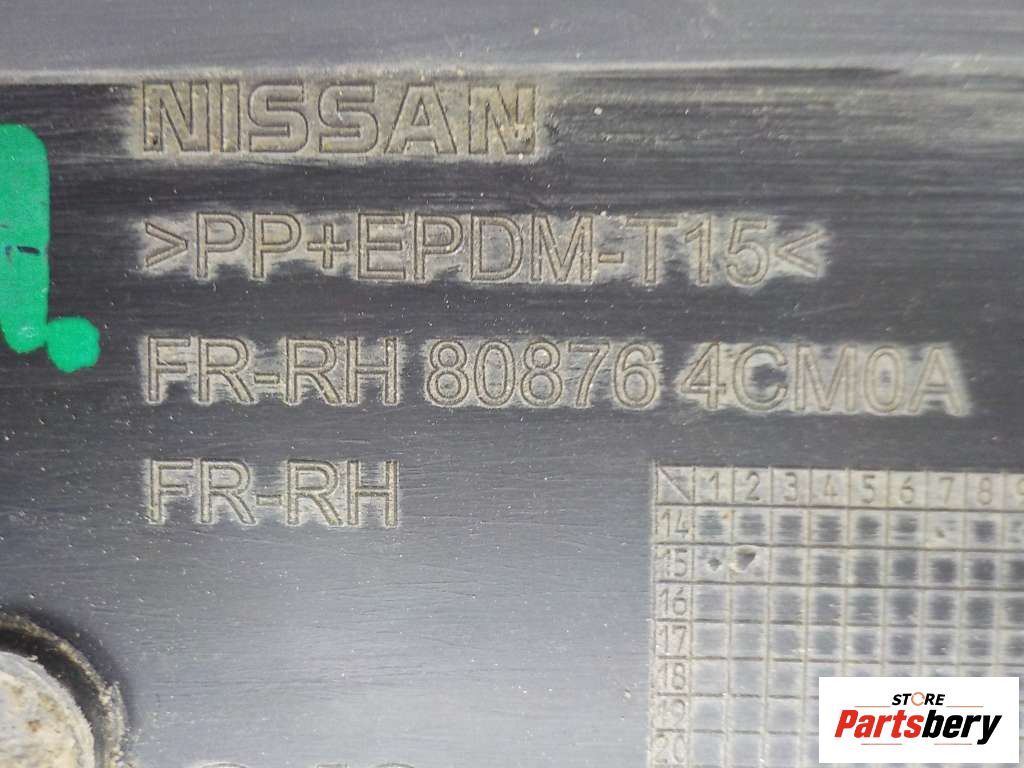 NISSAN
>PP+EPDM-T15<
FR-RH 80876 4CM0A
FR-RH
1 2 3 4 5 6 7 8 9
14
15
16
17
18
19
20
STORE
Partsbery